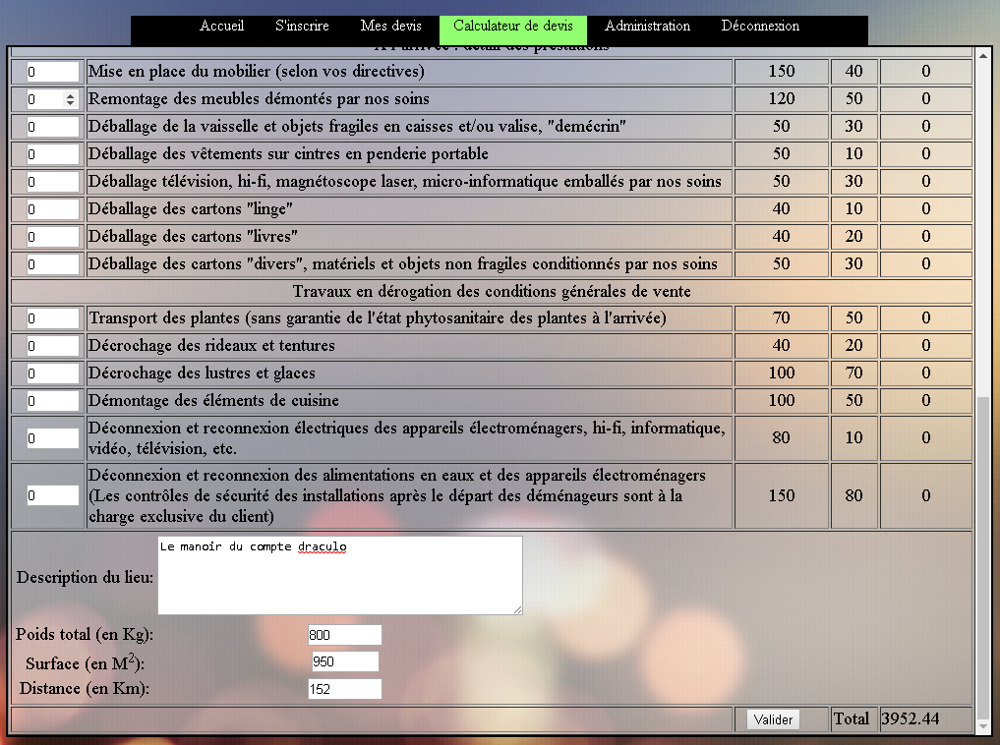 Accueil S'inscrire Mes devis Calculateur de devis Administration Déconnexion
A l'arrivée : détail des prestations
0 Mise en place du mobilier (selon vos directives) 150 40 0
0 Remontage des meubles démontés par nos soins 120 50 0
0 Déballage de la vaisselle et objets fragiles en caisses et/ou valise, "demécrin" 50 30 0
0 Déballage des vêtements sur cintres en penderie portable 50 10 0
0 Déballage télévision, hi-fi, magnétoscope laser, micro-informatique emballés par nos soins 50 30 0
0 Déballage des cartons "linge" 40 10 0
0 Déballage des cartons "livres" 40 20 0
0 Déballage des cartons "divers", matériels et objets non fragiles conditionnés par nos soins 50 30 0
Travaux en dérogation des conditions générales de vente
0 Transport des plantes (sans garantie de l'état phytosanitaire des plantes à l'arrivée) 70 50 0
0 Décrochage des rideaux et tentures 40 20 0
0 Décrochage des lustres et glaces 100 70 0
0 Démontage des éléments de cuisine 100 50 0
Déconnexion et reconnexion électriques des appareils électroménagers, hi-fi, informatique,
0 vidéo, télévision, etc. 80 10 0
Déconnexion et reconnexion des alimentations en eaux et des appareils électroménagers
0 (Les contrôles de sécurité des installations après le départ des déménageurs sont à la 150 80 0
charge exclusive du client)
Le manoir du compte draculo
Description du lieu:
Poids total (en Kg): 800
Surface (en M²): 950
Distance (en Km): 152
Valider Total 3952.44